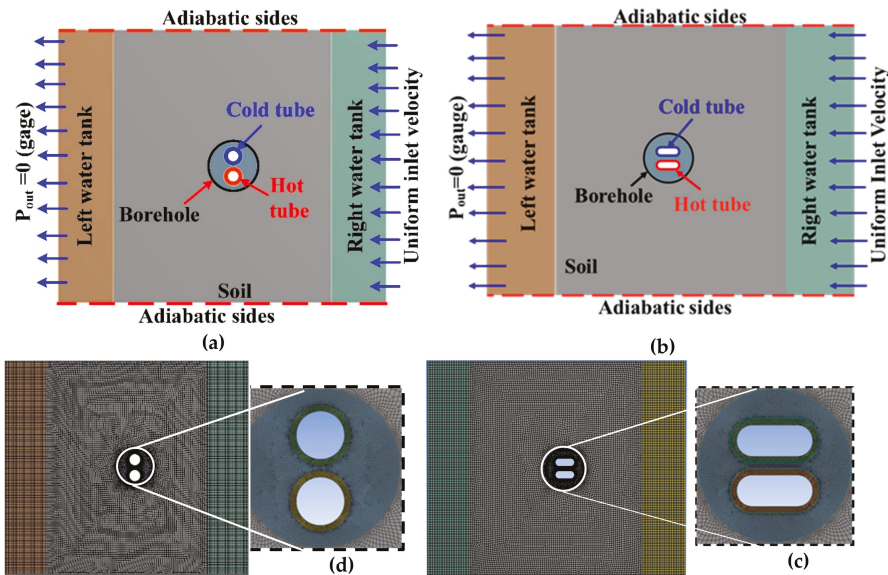 Adiabatic sides
P_out=0 (gage)
Left water tank
Cold tube
Hot
tube
Borehole
Soil
Right water tank
Uniform inlet velocity
Adiabatic sides
(a)
Adiabatic sides
P_out=0 (gauge)
Left water tank
Cold tube
Borehole
Hot tube
Soil
Right water tank
Uniform Inlet Velocity
Adiabatic sides
(b)
(d)
(c)